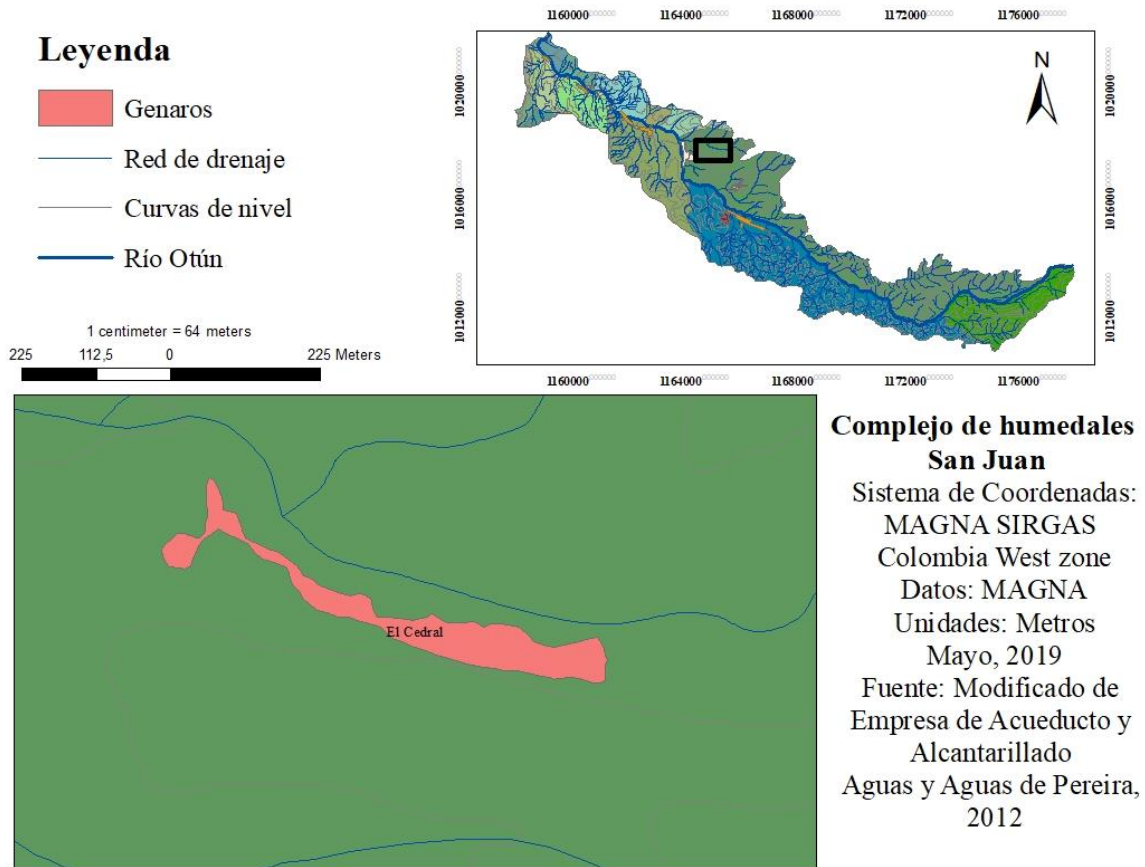 Leyenda
Genaros
Red de drenaje
Curvas de nivel
Río Otún
1 centimeter = 64 meters
225 112,5 0 225 Meters
1160000 1164000 1168000 1172000 1176000
1020000 1020000
1016000 1016000
1012000 1012000
N
1160000 1164000 1168000 1172000 1176000
El Cedral
Complejo de humedales
San Juan
Sistema de Coordenadas:
MAGNA SIRGAS
Colombia West zone
Datos: MAGNA
Unidades: Metros
Mayo, 2019
Fuente: Modificado de
Empresa de Acueducto y
Alcantarillado
Aguas y Aguas de Pereira,
2012